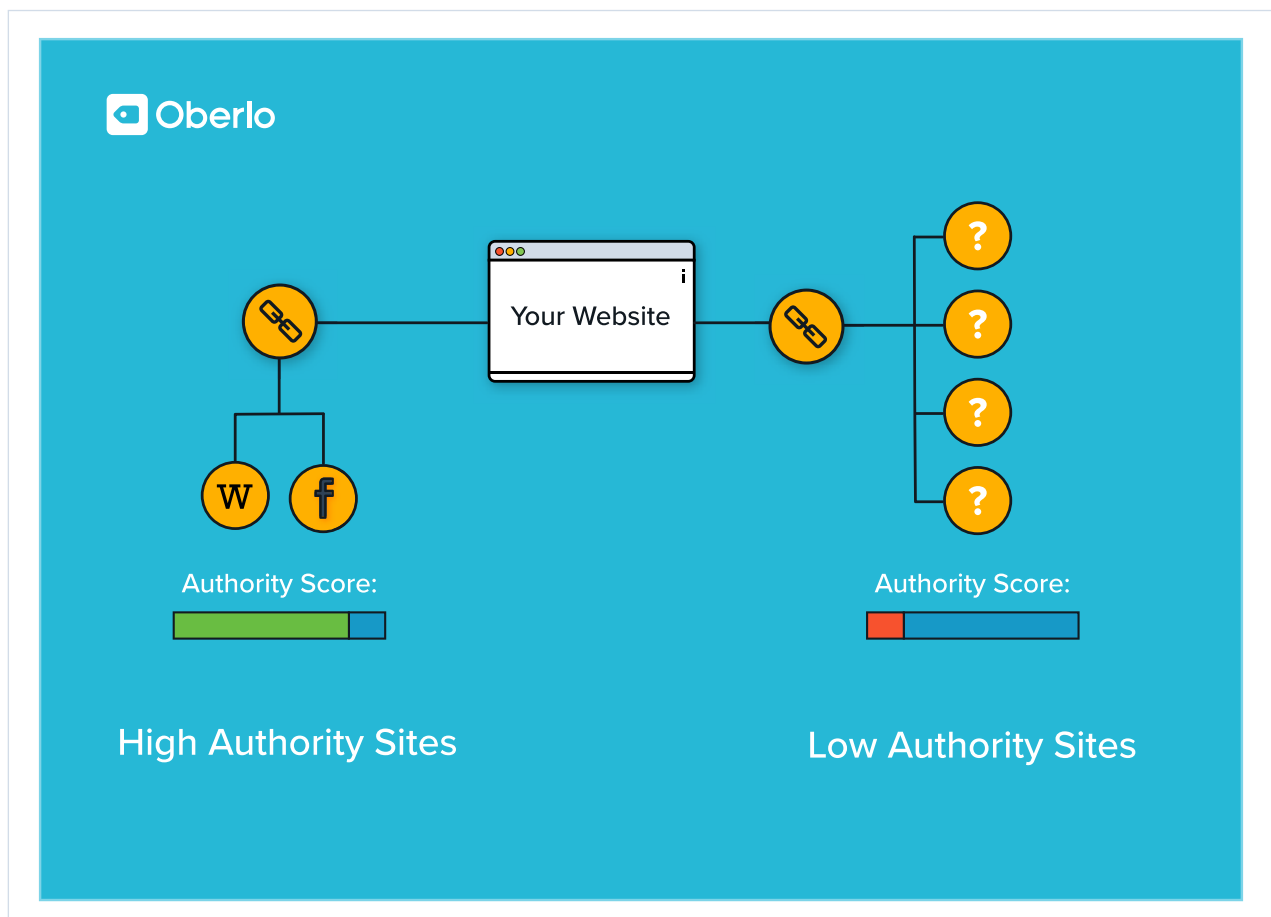 Oberlo
i
Your Website
?
?
?
?
W
f
Authority Score:
Authority Score:
High Authority Sites
Low Authority Sites